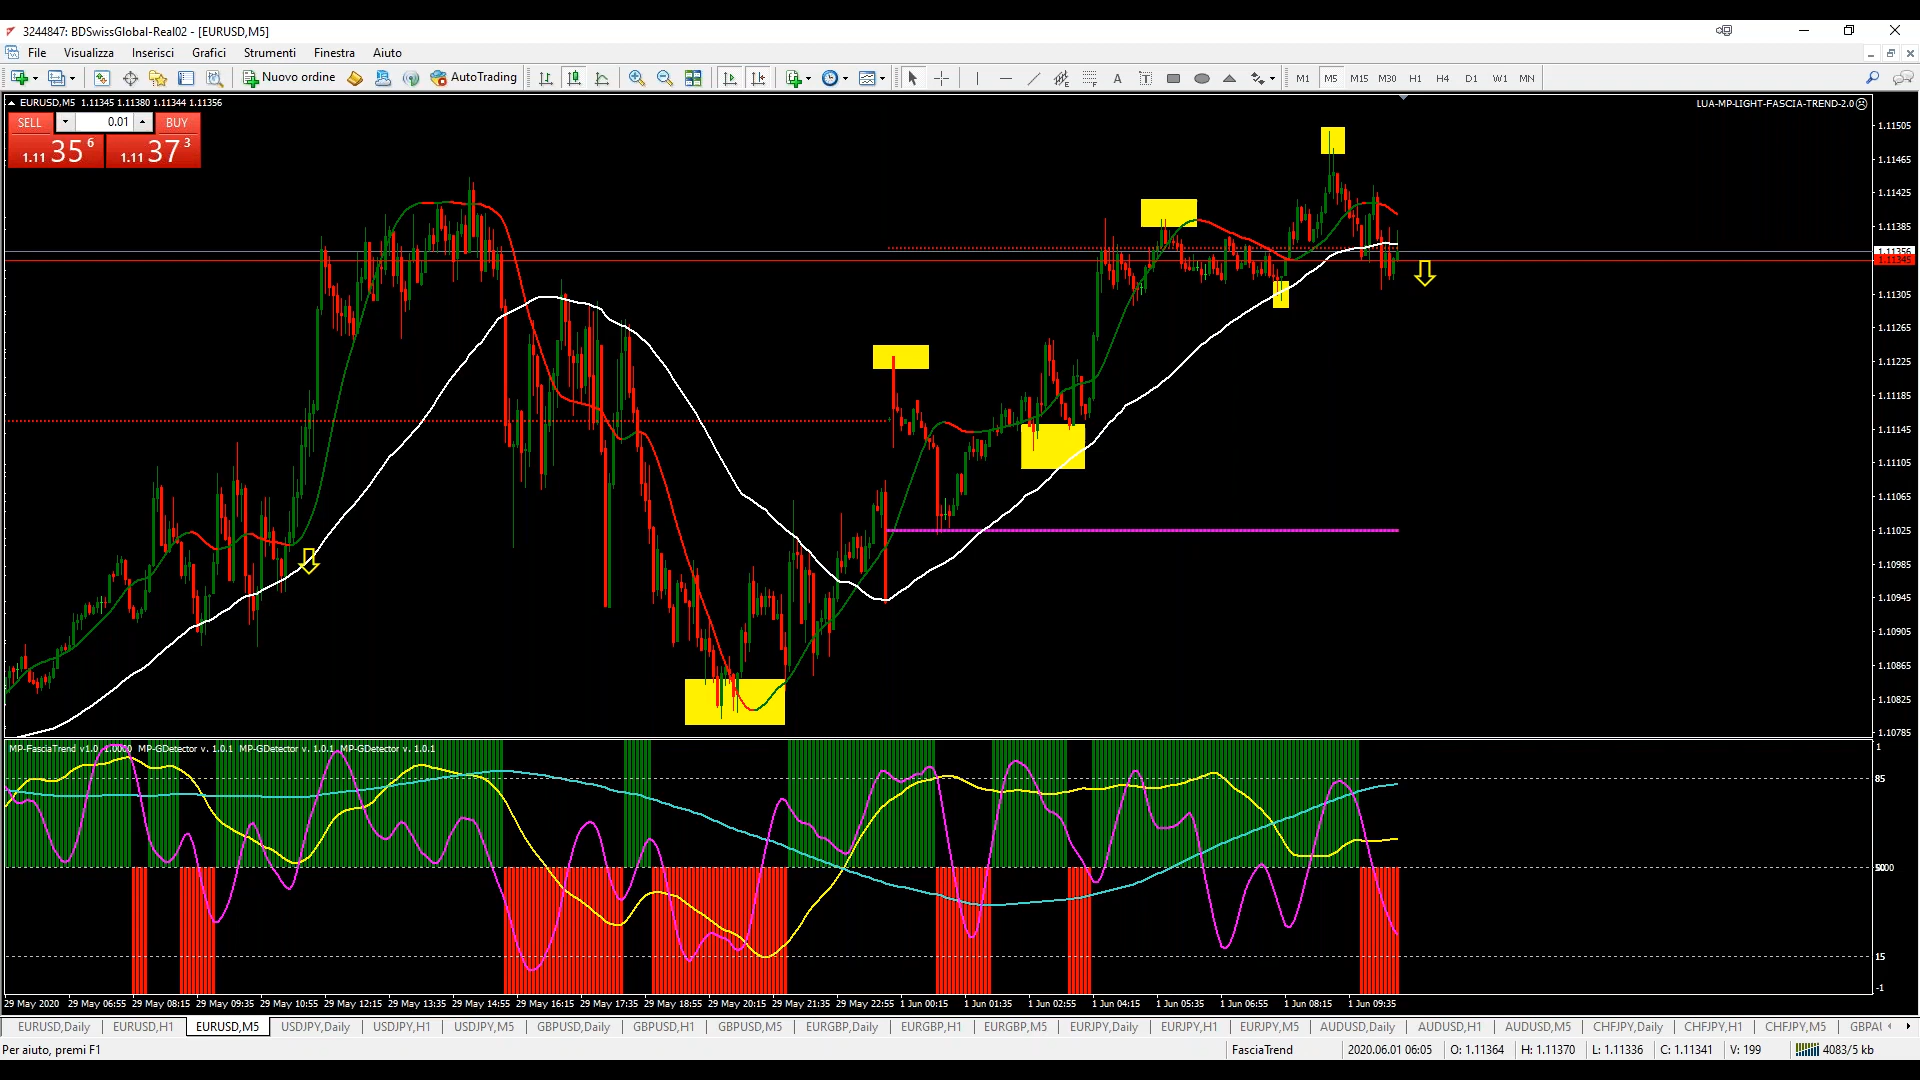 3244847: BDSwissGlobal-Real02 - [EURUSD,M5]
File Visualizza Inserisci Grafici Strumenti Finestra Aiuto
Nuovo ordine AutoTrading A T M1 M5 M15 M30 H1 H4 D1 W1 MN
EURUSD,M5 1.11345 1.11380 1.11344 1.11356
LUA-MP-LIGHT-FASCIA-TREND-2.0
SELL 0.01 BUY
1.11 35 6 1.11 37 3
1.11505
1.11465
1.11425
1.11385
1.11356
1.11345
1.11305
1.11265
1.11225
1.11185
1.11145
1.11105
1.11065
1.11025
1.10985
1.10945
1.10905
1.10865
1.10825
1.10785
MP-FasciaTrend v1.0 1.0000 MP-GDetector v. 1.0.1 MP-GDetector v. 1.0.1 MP-GDetector v. 1.0.1
1
85
15
-1
29 May 2020 29 May 06:55 29 May 08:15 29 May 09:35 29 May 10:55 29 May 12:15 29 May 13:35 29 May 14:55 29 May 16:15 29 May 17:35 29 May 18:55 29 May 20:15 29 May 21:35 29 May 22:55 1 Jun 00:15 1 Jun 01:35 1 Jun 02:55 1 Jun 04:15 1 Jun 05:35 1 Jun 06:55 1 Jun 08:15 1 Jun 09:35
EURUSD,Daily EURUSD,H1 EURUSD,M5 USDJPY,Daily USDJPY,H1 USDJPY,M5 GBPUSD,Daily GBPUSD,H1 GBPUSD,M5 EURGBP,Daily EURGBP,H1 EURGBP,M5 EURJPY,Daily EURJPY,H1 EURJPY,M5 AUDUSD,Daily AUDUSD,H1 AUDUSD,M5 CHFJPY,Daily CHFJPY,H1 CHFJPY,M5 GBPAU
Per aiuto, premi F1 FasciaTrend 2020.06.01 06:05 O: 1.11364 H: 1.11370 L: 1.11336 C: 1.11341 V: 199 4083/5 kb